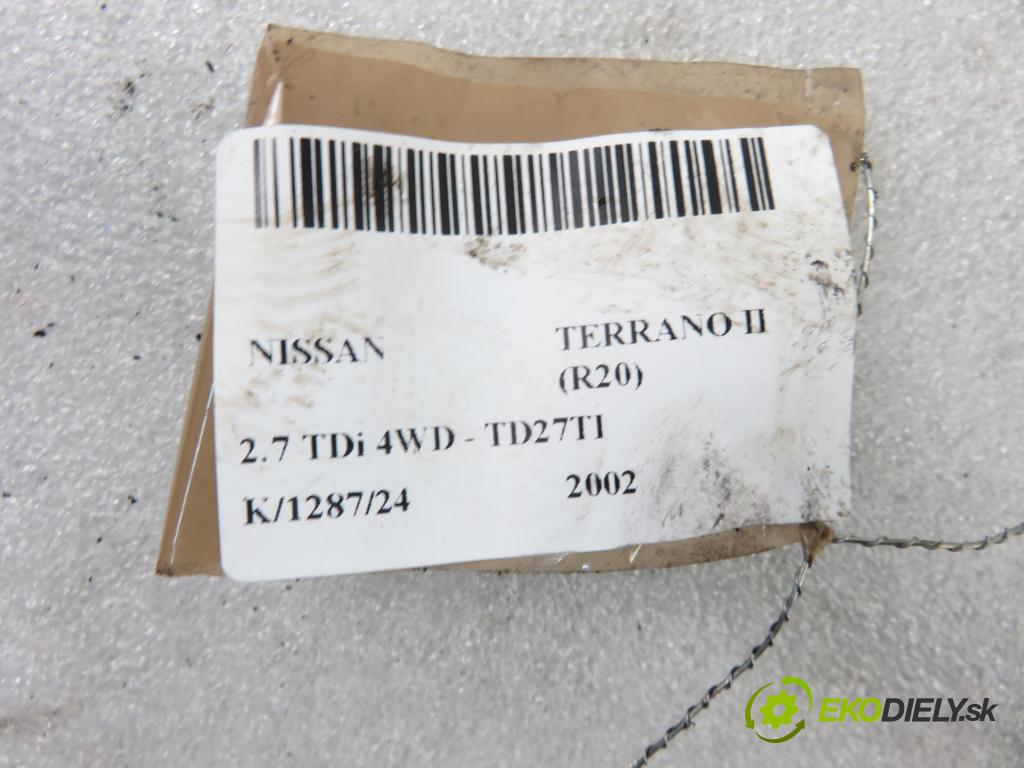 NISSAN TERRANO II
(R20)
2.7 TDi 4WD - TD27TI
K/1287/24 2002
EKODIELY.sk